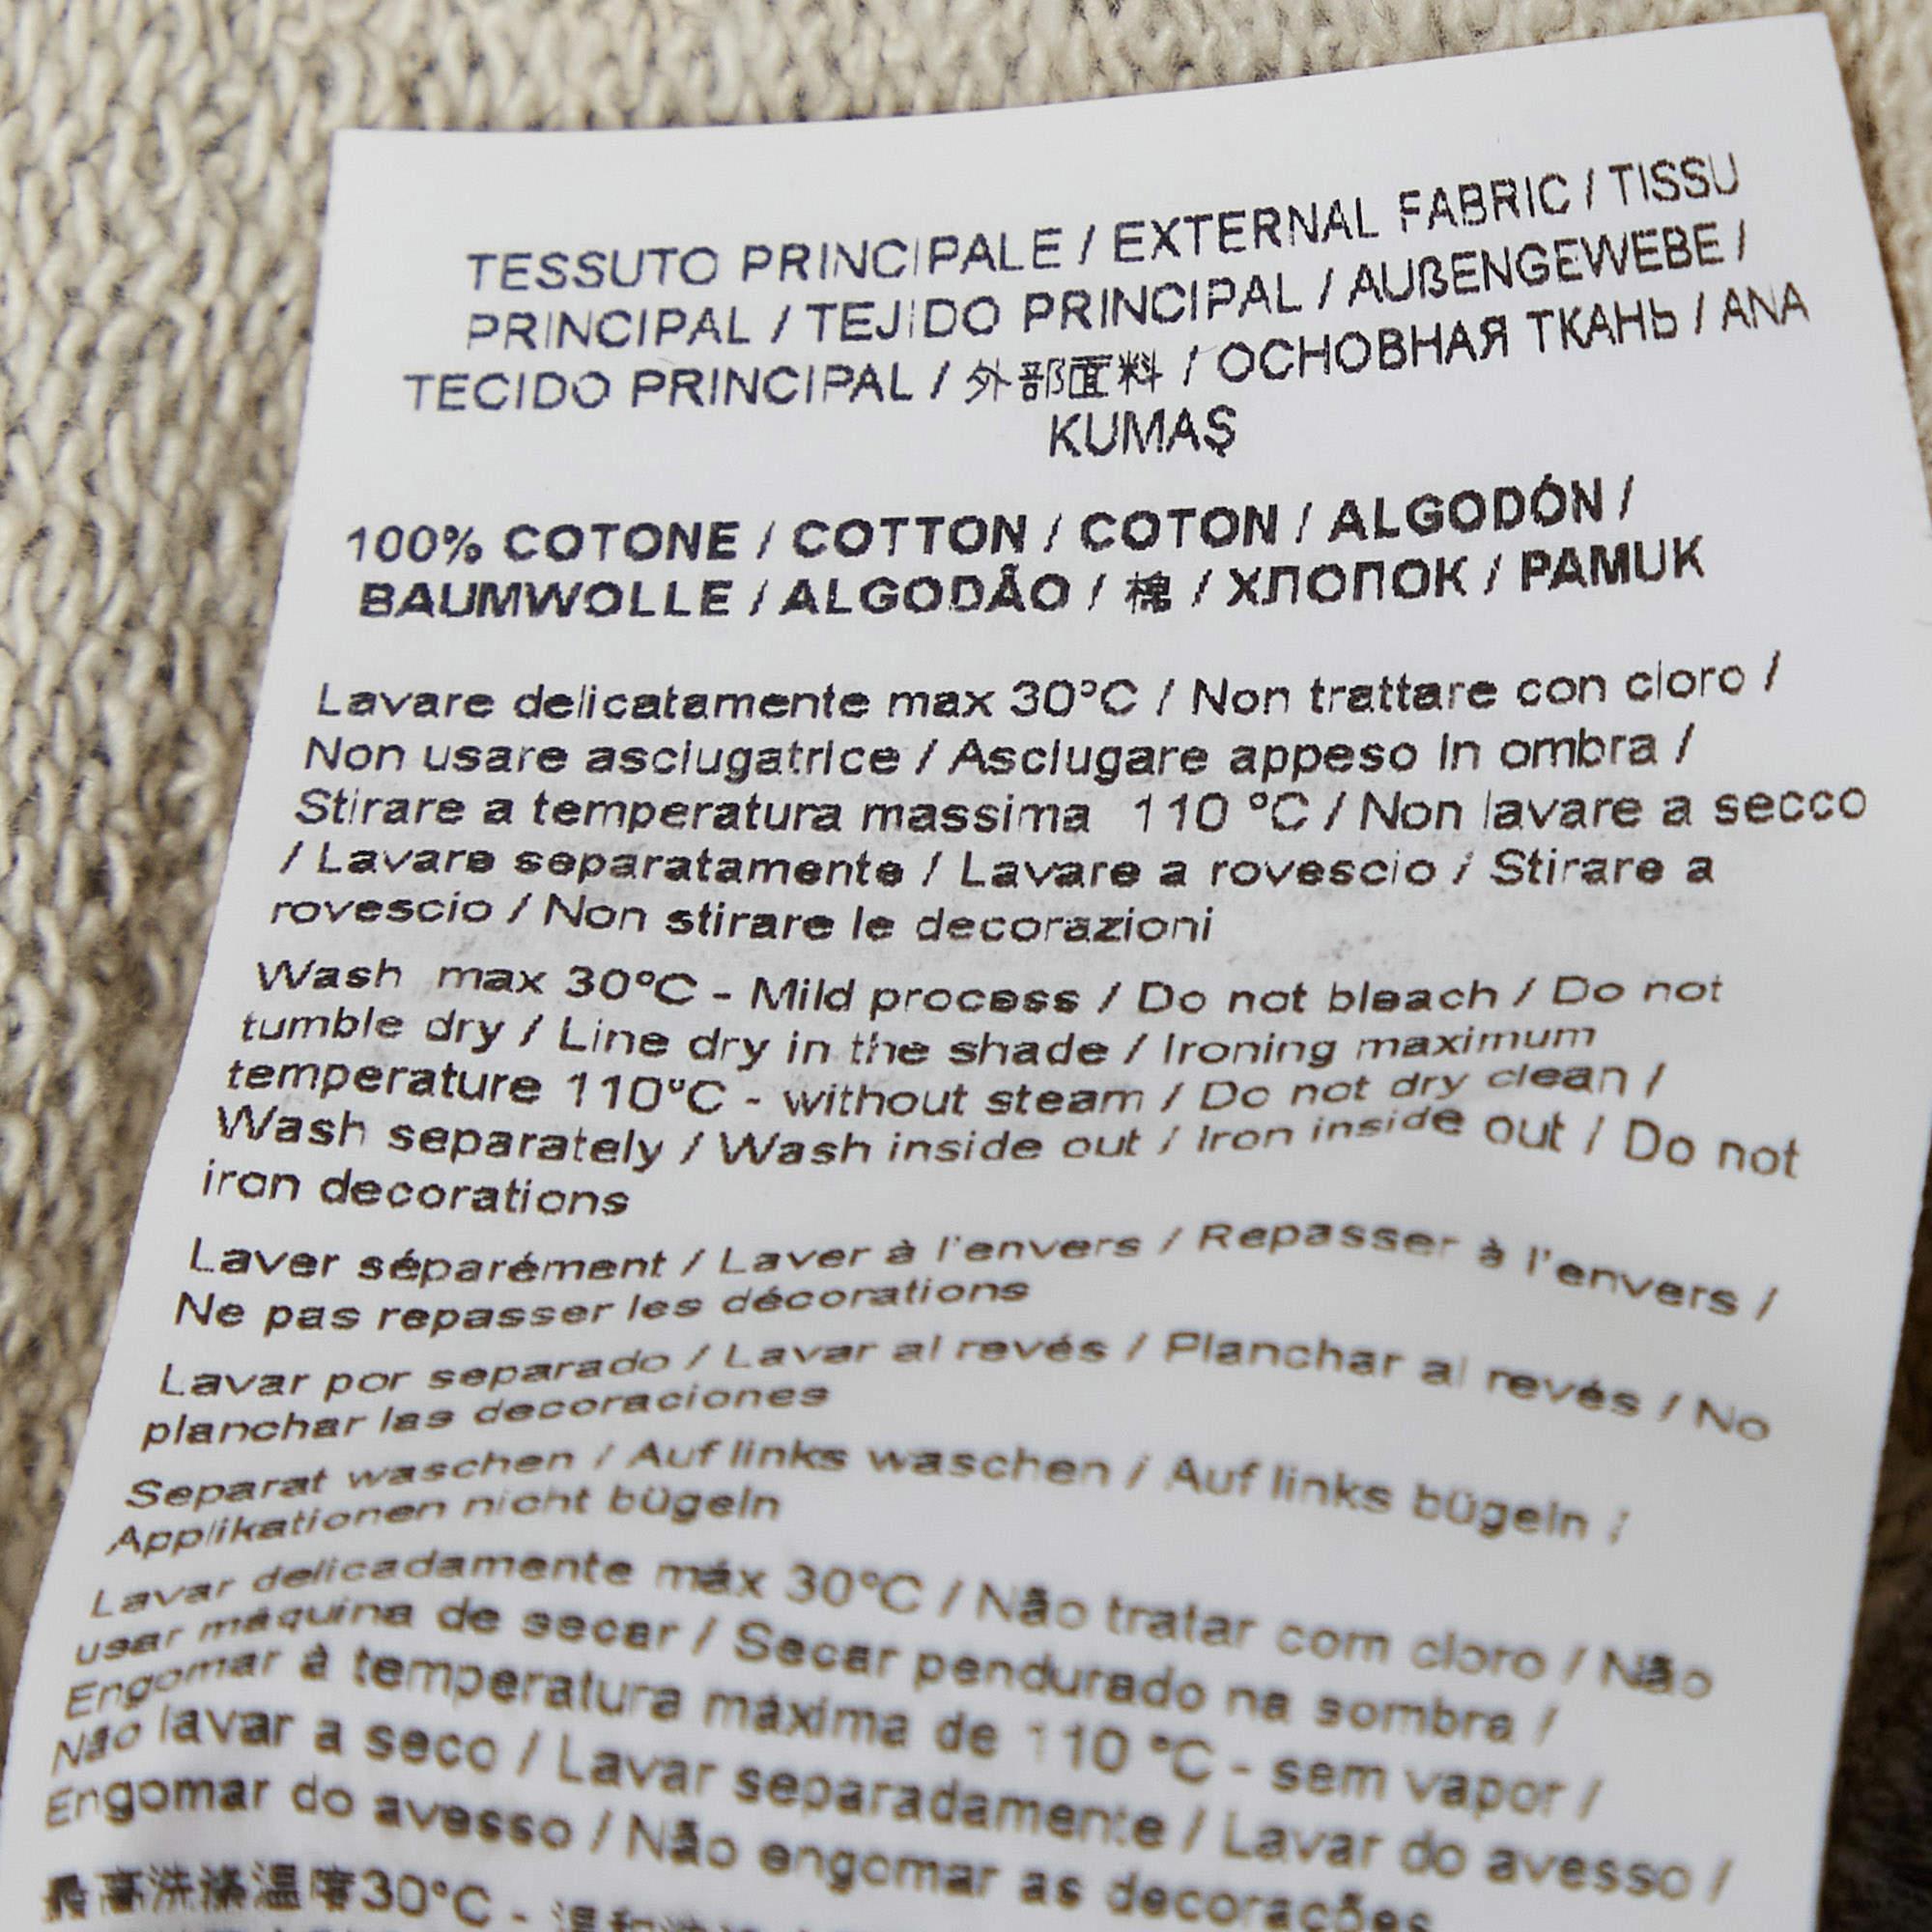 TESSUTO PRINCIPALE / EXTERNAL FABRIC / TISSU
PRINCIPAL / TEJIDO PRINCIPAL / AUßENGEWEBE /
TECIDO PRINCIPAL / 外部面料 / ОСНОВНАЯ ТКАНЬ / ANA
KUMAŞ
100% COTONE / COTTON / COTON / ALGODÓN /
BAUMWOLLE / ALGODÃO / 棉 / ХЛОПОК / PAMUK
Lavare delicatamente max 30°C / Non trattare con cloro /
Non usare asciugatrice / Asciugare appeso in ombra /
Stirare a temperatura massima 110 °C / Non lavare a secco
/ Lavare separatamente / Lavare a rovescio / Stirare a
rovescio / Non stirare le decorazioni
Wash max 30°C - Mild process / Do not bleach / Do not
tumble dry / Line dry in the shade / Ironing maximum
temperature 110°C - without steam / Do not dry clean /
Wash separately / Wash inside out / Iron inside out / Do not
iron decorations
Laver séparément / Laver à l'envers / Repasser à l'envers /
Ne pas repasser les décorations
Lavar por separado / Lavar al revés / Planchar al revés / No
planchar las decoraciones
Separat waschen / Auf links waschen / Auf links bügeln /
Applikationen nicht bügeln
Lavar delicadamente máx 30°C / Não tratar com cloro / Não
usar máquina de secar / Secar pendurado na sombra /
Engomar à temperatura máxima de 110 °C - sem vapor /
Não lavar a seco / Lavar separadamente / Lavar do avesso /
Engomar do avesso / Não engomar as decorações
最高洗涤温度30°C -